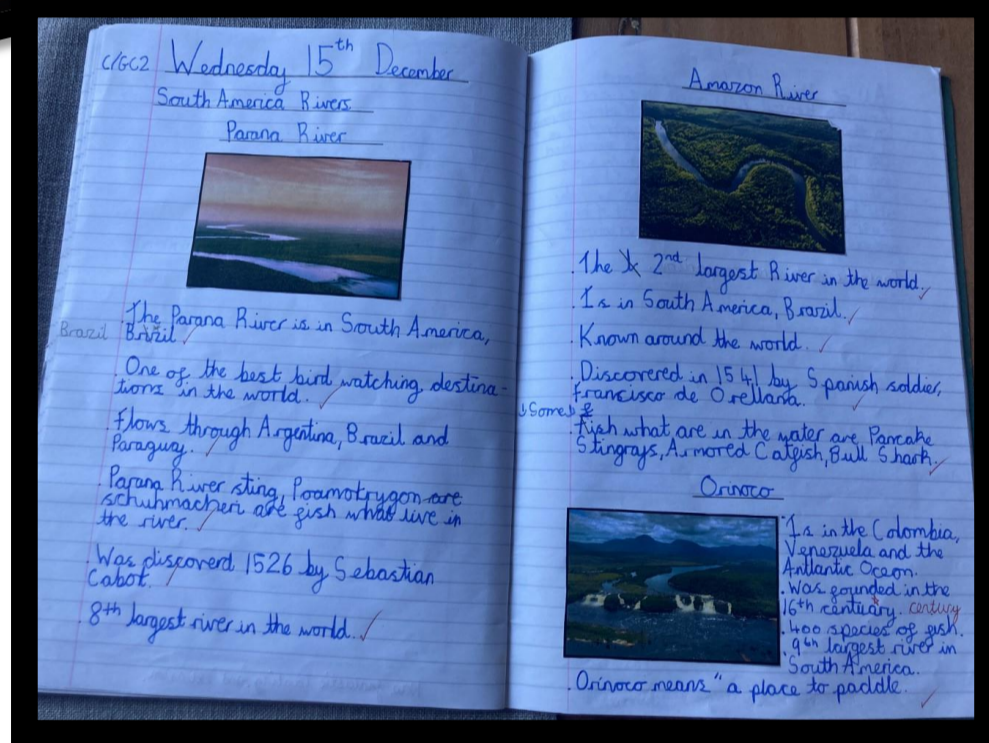 C/GC2 Wednesday 15th December
South America Rivers
Parana River
The Parana River is in South America,
Brazil Brizil
One of the best bird watching, destina-
tions in the world.
Flows through Argentina, Brazil and
Paraguay.
Parana River sting, Poamotrygon are
schuhmacheri are fish what live in
the river.
Was discoverd 1526 by Sebastian
Cabot.
8th largest river in the world.
Amazon River
The 2nd largest River in the world.
Is in South America, Brazil.
Known around the world.
Discovered in 1541 by Spanish soldier,
Francisco de Orellana.
Some
Fish what are in the water are Pancake
Stingrays, Armored Catfish, Bull Shark.
Orinoco
Is in the Colombia,
Venezuela and the
Antlantic Oceon.
Was founded in the
16th centuary. century
400 species of fish.
9th largest river in
South America.
Orinoco means "a place to paddle.